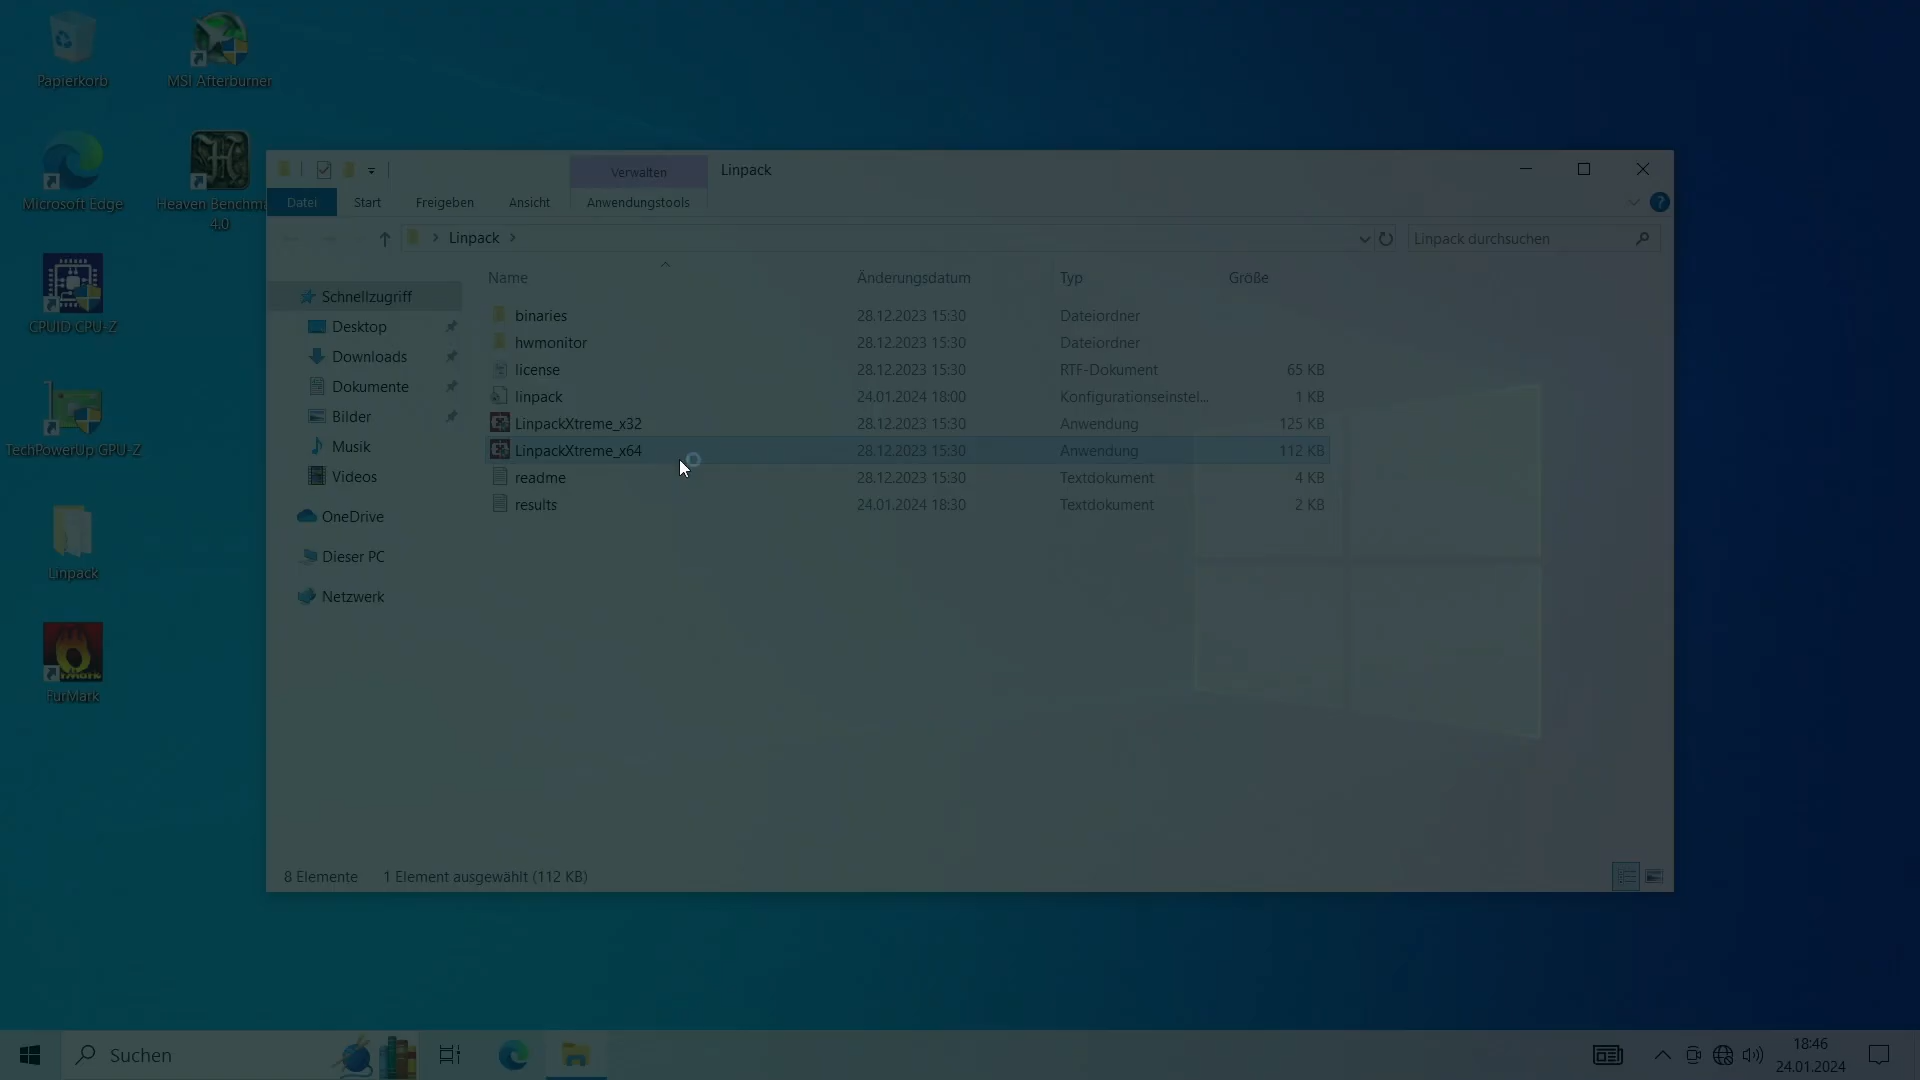 Papierkorb
MSI Afterburner
Microsoft Edge
Heaven Benchma
4.0
CPUID CPU-Z
TechPowerUp GPU-Z
Linpack
FurMark
Verwalten
Linpack
Datei
Start
Freigeben
Ansicht
Anwendungstools
?
Linpack
Linpack durchsuchen
Schnellzugriff
Desktop
Downloads
Dokumente
Bilder
Musik
Videos
OneDrive
Dieser PC
Netzwerk
Name Änderungsdatum Typ Größe
binaries 28.12.2023 15:30 Dateiordner
hwmonitor 28.12.2023 15:30 Dateiordner
license 28.12.2023 15:30 RTF-Dokument 65 KB
linpack 24.01.2024 18:00 Konfigurationseinstel... 1 KB
LinpackXtreme_x32 28.12.2023 15:30 Anwendung 125 KB
LinpackXtreme_x64 28.12.2023 15:30 Anwendung 112 KB
readme 28.12.2023 15:30 Textdokument 4 KB
results 24.01.2024 18:30 Textdokument 2 KB
8 Elemente 1 Element ausgewählt (112 KB)
Suchen
18:46
24.01.2024